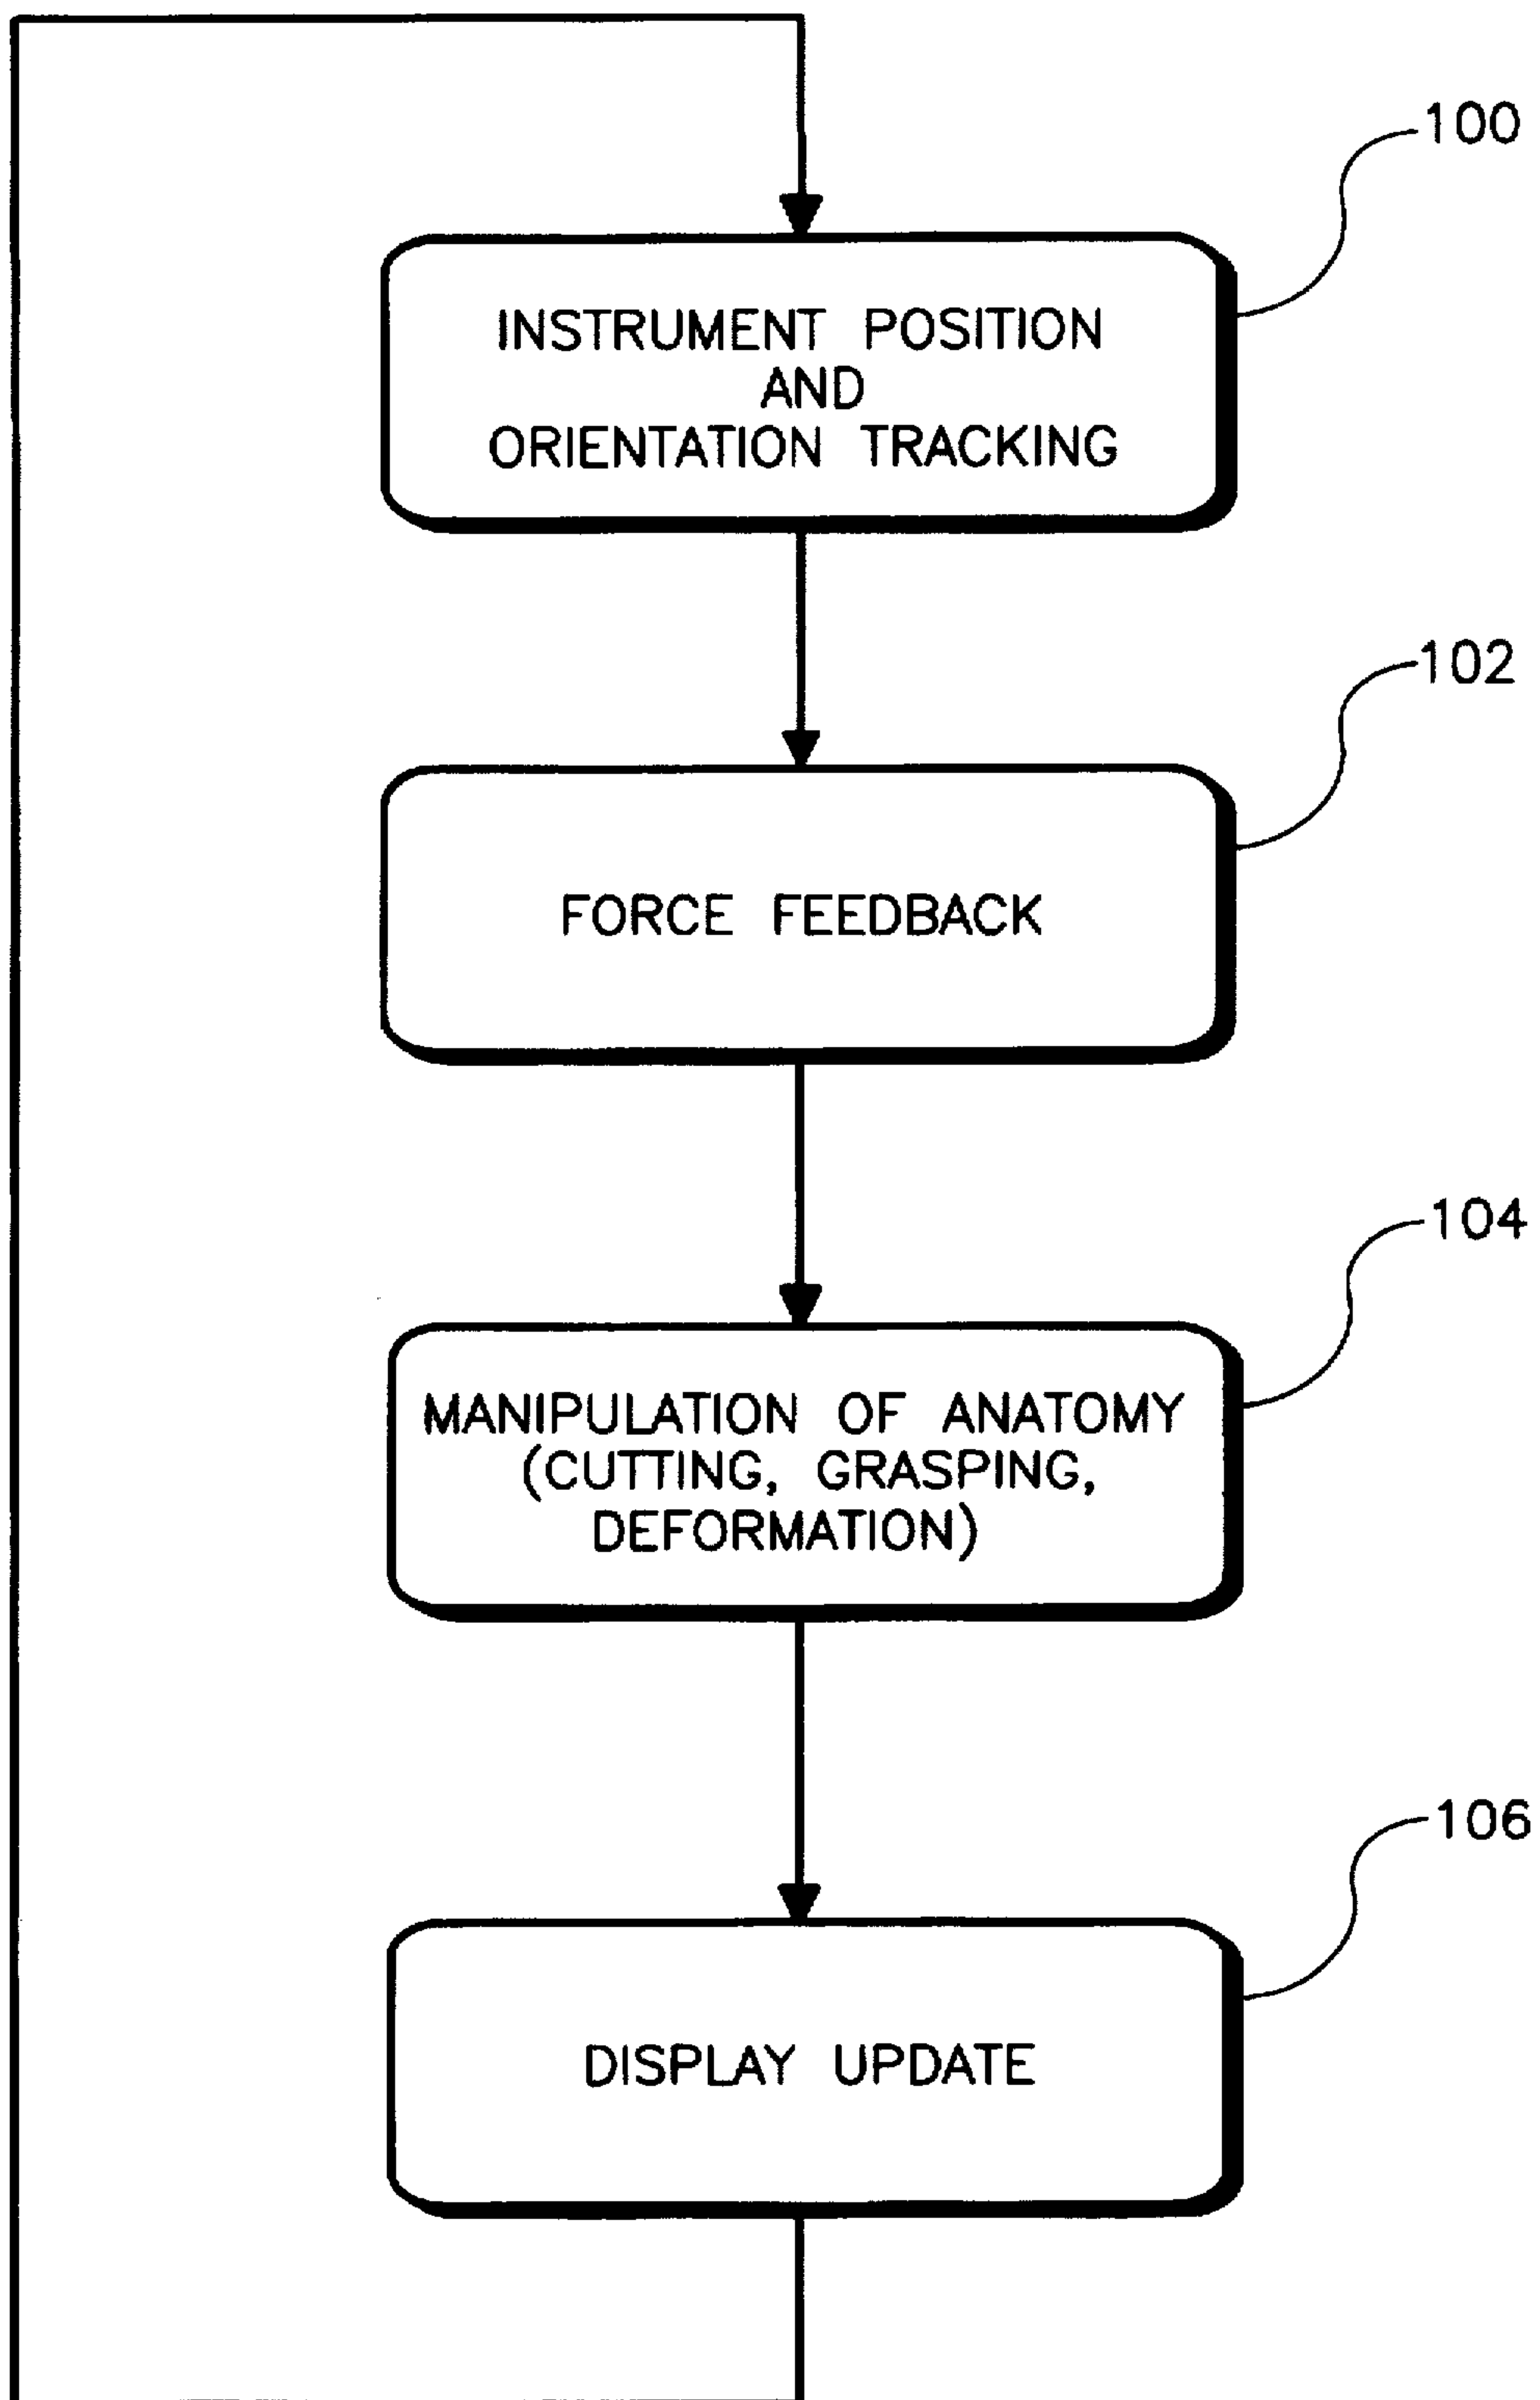 100
INSTRUMENT POSITION
AND
ORIENTATION TRACKING
102
FORCE FEEDBACK
104
MANIPULATION OF ANATOMY
(CUTTING, GRASPING,
DEFORMATION)
106
DISPLAY UPDATE